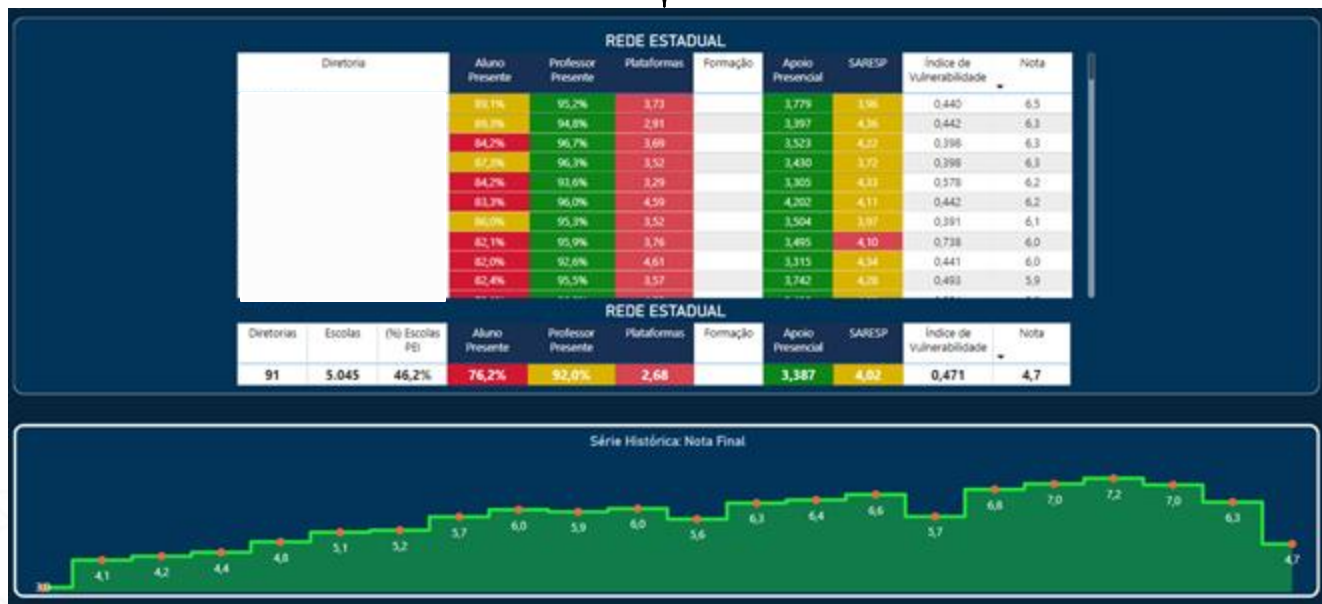 REDE ESTADUAL
Diretoria Aluno Presente Professor Presente Plataformas Formação Apoio Presencial SARESP Índice de Vulnerabilidade Nota
89,1% 95,2% 3,73 3,779 3,96 0,440 6,5
94,8% 2,91 3,397 4,36 0,442 6,3
84,2% 96,7% 3,69 3,523 4,22 0,398 6,3
87,3% 96,3% 3,52 3,430 3,72 0,398 6,3
84,2% 93,6% 3,29 3,305 4,33 0,578 6,2
83,3% 96,0% 4,59 4,202 4,11 0,442 6,2
86,0% 95,3% 3,52 3,504 3,97 0,391 6,1
82,1% 95,9% 3,76 3,495 4,10 0,738 6,0
82,0% 92,6% 4,61 3,315 4,34 0,441 6,0
82,4% 95,5% 3,57 3,742 4,28 0,493 5,9
REDE ESTADUAL
Diretorias Escolas (%) Escolas PEI Aluno Presente Professor Presente Plataformas Formação Apoio Presencial SARESP Índice de Vulnerabilidade Nota
91 5.045 46,2% 76,2% 92,0% 2,68 3,387 4,02 0,471 4,7
Série Histórica: Nota Final
4,1 4,2 4,4 4,8 5,1 5,2 5,7 6,0 5,9 6,0 5,6 6,3 6,4 6,6 5,7 6,8 7,0 7,2 7,0 6,3 4,7